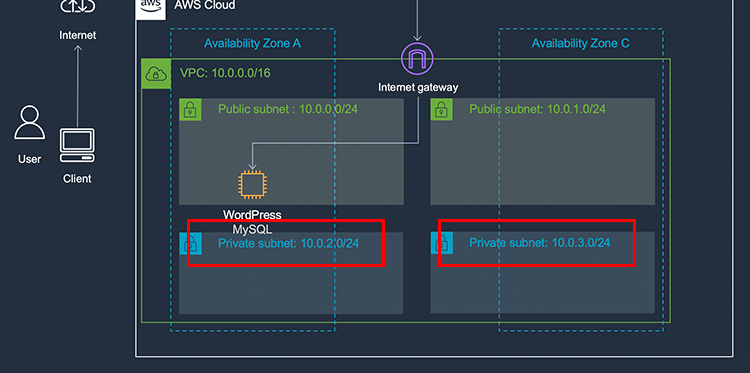 aws
AWS Cloud
Internet
Availability Zone A
Availability Zone C
VPC: 10.0.0.0/16
Internet gateway
Public subnet : 10.0.0.0/24
Public subnet: 10.0.1.0/24
User
Client
WordPress
MySQL
Private subnet: 10.0.2.0/24
Private subnet: 10.0.3.0/24